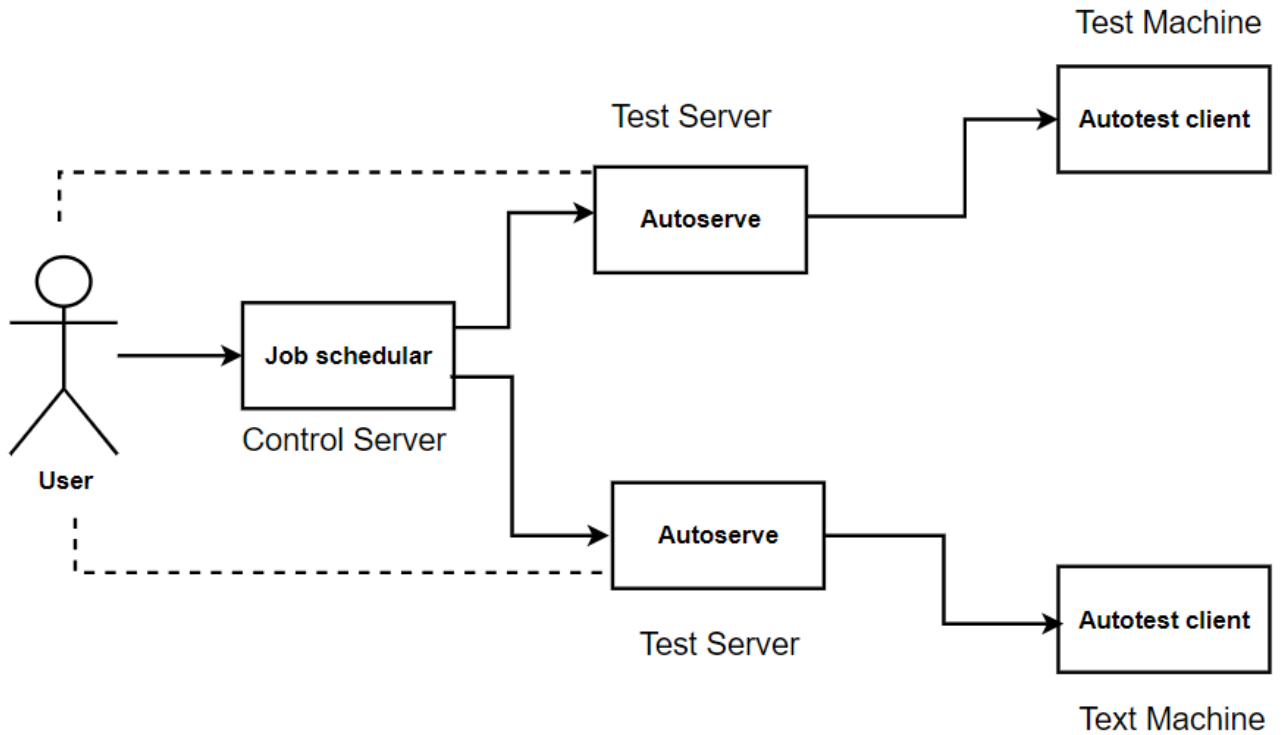 Test Machine
Autotest client
Test Server
Autoserve
Job schedular
Control Server
User
Autoserve
Test Server
Autotest client
Text Machine